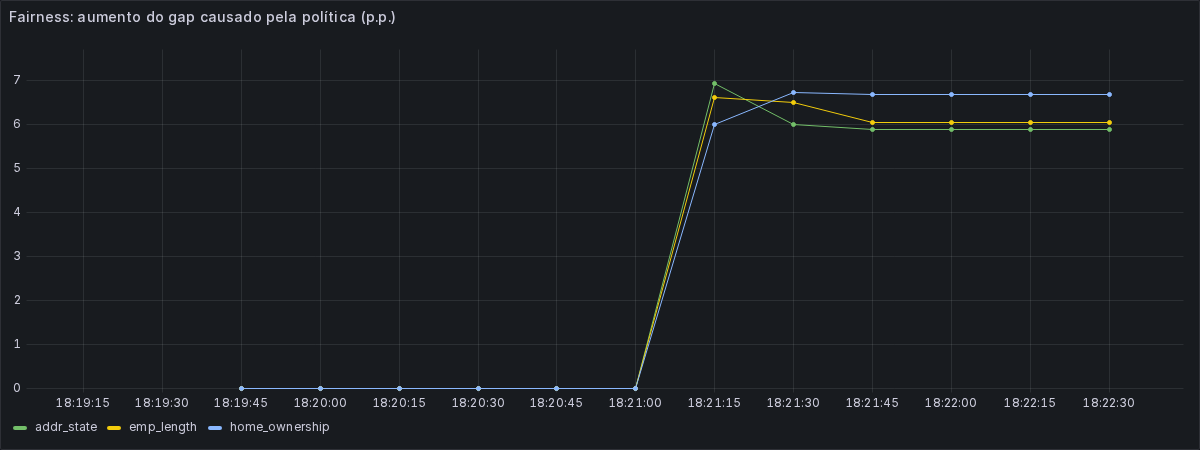 Fairness: aumento do gap causado pela política (p.p.)
7
6
5
4
3
2
1
0
18:19:15 18:19:30 18:19:45 18:20:00 18:20:15 18:20:30 18:20:45 18:21:00 18:21:15 18:21:30 18:21:45 18:22:00 18:22:15 18:22:30
addr_state emp_length home_ownership